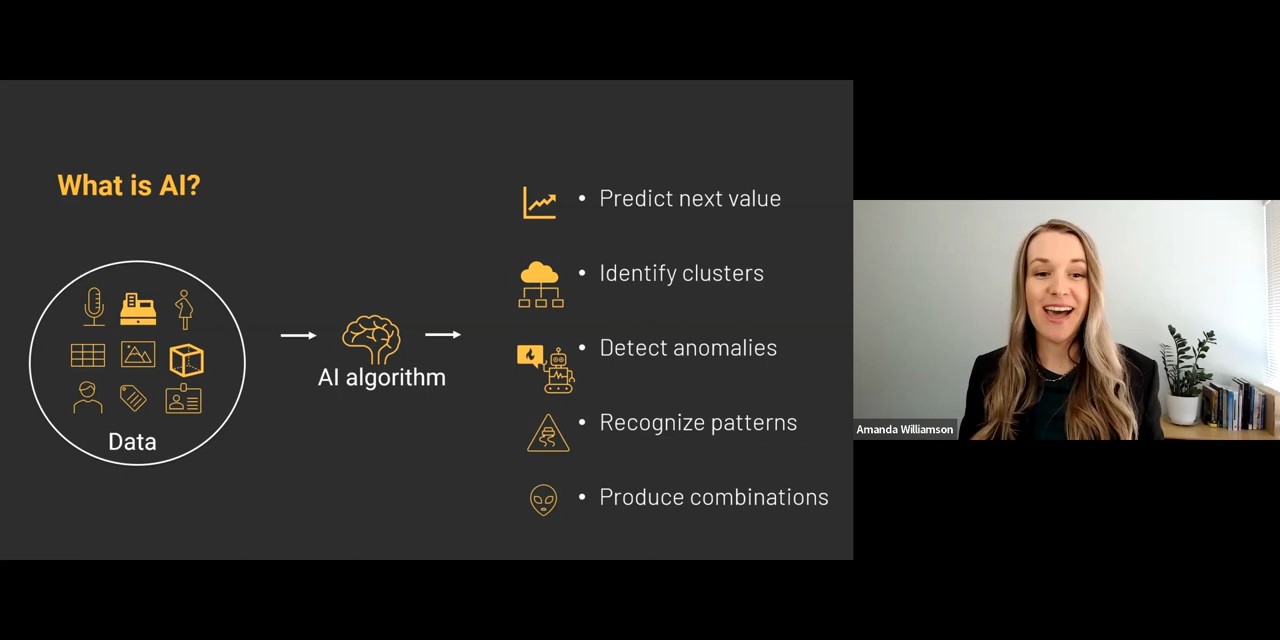 What is AI?
Data
AI algorithm
• Predict next value
• Identify clusters
• Detect anomalies
• Recognize patterns
• Produce combinations
Amanda Williamson